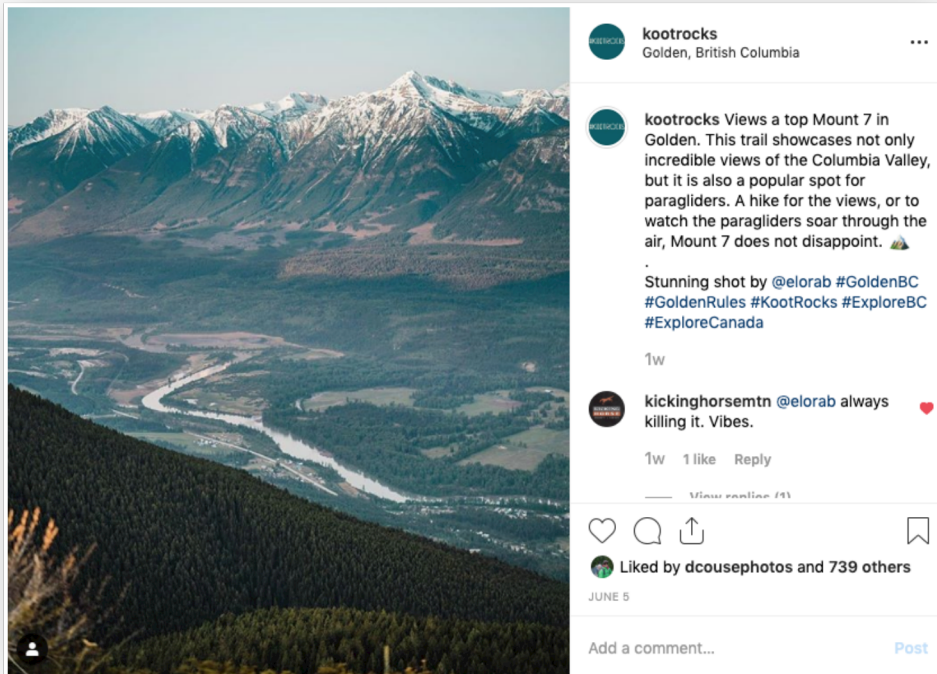 kootrocks
Golden, British Columbia
kootrocks Views a top Mount 7 in
Golden. This trail showcases not only
incredible views of the Columbia Valley,
but it is also a popular spot for
paragliders. A hike for the views, or to
watch the paragliders soar through the
air, Mount 7 does not disappoint.
.
Stunning shot by @elorab #GoldenBC
#GoldenRules #KootRocks #ExploreBC
#ExploreCanada
1w
kickinghorsemtn @elorab always
killing it. Vibes.
1w 1 like Reply
View replies (1)
Liked by dcousephotos and 739 others
JUNE 5
Add a comment... Post